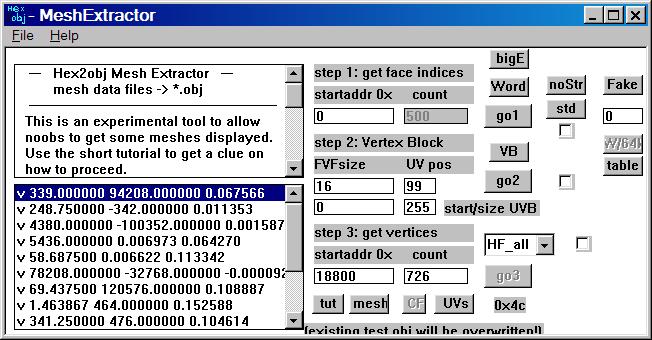 Hex obj - MeshExtractor
File Help
— Hex2obj Mesh Extractor —
mesh data files -> *.obj
This is an experimental tool to allow
noobs to get some meshes displayed.
Use the short tutorial to get a clue on
how to proceed.
v 339.000000 94208.000000 0.067566
v 248.750000 -342.000000 0.011353
v 4380.000000 -100352.000000 0.001587
v 5436.000000 0.006973 0.064270
v 58.687500 0.006622 0.113342
v 78208.000000 -32768.000000 -0.000092
v 69.437500 120576.000000 0.108887
v 1.463867 464.000000 0.152588
v 341.250000 476.000000 0.104614
step 1: get face indices
startaddr 0x count
0 500
step 2: Vertex Block
FVFsize UV pos
16 99
0 255 start/size UVB
step 3: get vertices
startaddr 0x count
18800 726
tut mesh CF UVs
(existing test.obj will be overwritten!)
bigE
Word noStr Fake
go1 std 0
VB W/64k
go2 table
HF_all
go3
0x4c